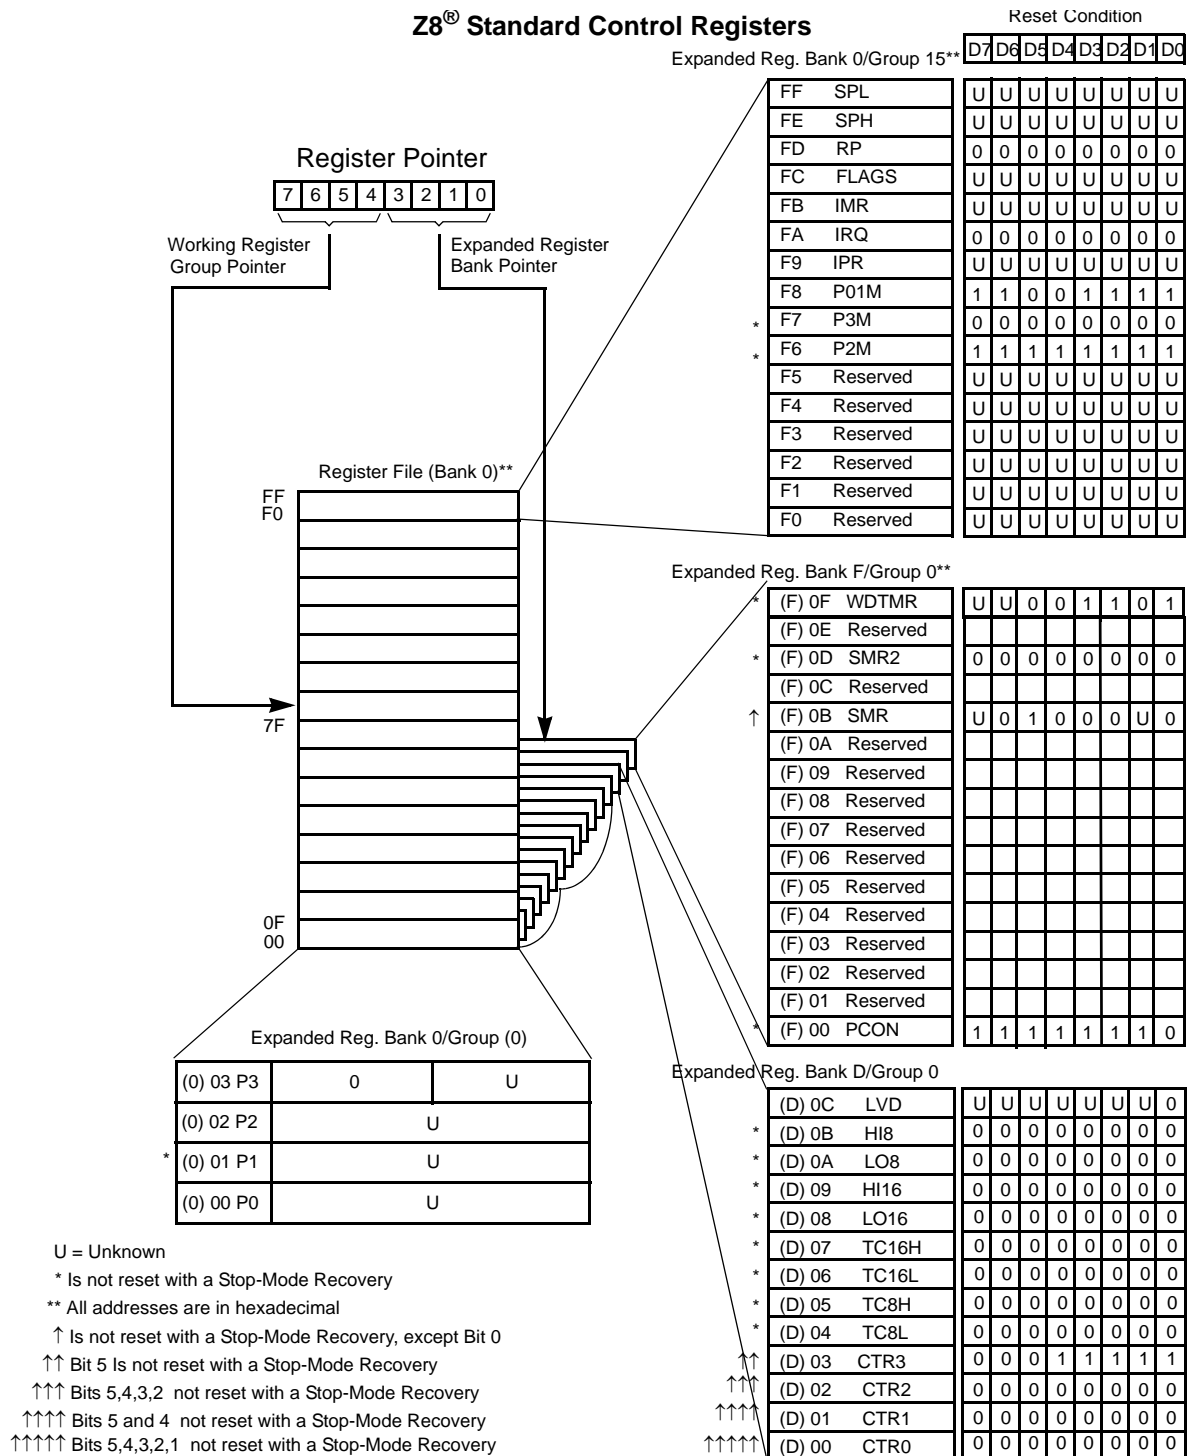 Z8® Standard Control Registers
Reset Condition
Expanded Reg. Bank 0/Group 15**
D7 D6 D5 D4 D3 D2 D1 D0
FF SPL U U U U U U U U
FE SPH U U U U U U U U
FD RP 0 0 0 0 0 0 0 0
FC FLAGS U U U U U U U U
FB IMR U U U U U U U U
FA IRQ 0 0 0 0 0 0 0 0
F9 IPR U U U U U U U U
F8 P01M 1 1 0 0 1 1 1 1
* F7 P3M 0 0 0 0 0 0 0 0
* F6 P2M 1 1 1 1 1 1 1 1
F5 Reserved U U U U U U U U
F4 Reserved U U U U U U U U
F3 Reserved U U U U U U U U
F2 Reserved U U U U U U U U
F1 Reserved U U U U U U U U
F0 Reserved U U U U U U U U
Register Pointer
7 6 5 4 3 2 1 0
Working Register
Group Pointer
Expanded Register
Bank Pointer
Register File (Bank 0)**
FF
F0
7F
0F
00
Expanded Reg. Bank F/Group 0**
* (F) 0F WDTMR U U 0 0 1 1 0 1
(F) 0E Reserved
* (F) 0D SMR2 0 0 0 0 0 0 0 0
(F) 0C Reserved
↑ (F) 0B SMR U 0 1 0 0 0 U 0
(F) 0A Reserved
(F) 09 Reserved
(F) 08 Reserved
(F) 07 Reserved
(F) 06 Reserved
(F) 05 Reserved
(F) 04 Reserved
(F) 03 Reserved
(F) 02 Reserved
(F) 01 Reserved
* (F) 00 PCON 1 1 1 1 1 1 1 0
Expanded Reg. Bank 0/Group (0)
(0) 03 P3 0 U
(0) 02 P2 U
* (0) 01 P1 U
(0) 00 P0 U
Expanded Reg. Bank D/Group 0
(D) 0C LVD U U U U U U U 0
* (D) 0B HI8 0 0 0 0 0 0 0 0
* (D) 0A LO8 0 0 0 0 0 0 0 0
* (D) 09 HI16 0 0 0 0 0 0 0 0
* (D) 08 LO16 0 0 0 0 0 0 0 0
* (D) 07 TC16H 0 0 0 0 0 0 0 0
* (D) 06 TC16L 0 0 0 0 0 0 0 0
* (D) 05 TC8H 0 0 0 0 0 0 0 0
* (D) 04 TC8L 0 0 0 0 0 0 0 0
↑↑ (D) 03 CTR3 0 0 0 1 1 1 1 1
↑↑↑ (D) 02 CTR2 0 0 0 0 0 0 0 0
↑↑↑↑ (D) 01 CTR1 0 0 0 0 0 0 0 0
↑↑↑↑↑ (D) 00 CTR0 0 0 0 0 0 0 0 0
U = Unknown
* Is not reset with a Stop-Mode Recovery
** All addresses are in hexadecimal
↑ Is not reset with a Stop-Mode Recovery, except Bit 0
↑↑ Bit 5 Is not reset with a Stop-Mode Recovery
↑↑↑ Bits 5,4,3,2 not reset with a Stop-Mode Recovery
↑↑↑↑ Bits 5 and 4 not reset with a Stop-Mode Recovery
↑↑↑↑↑ Bits 5,4,3,2,1 not reset with a Stop-Mode Recovery